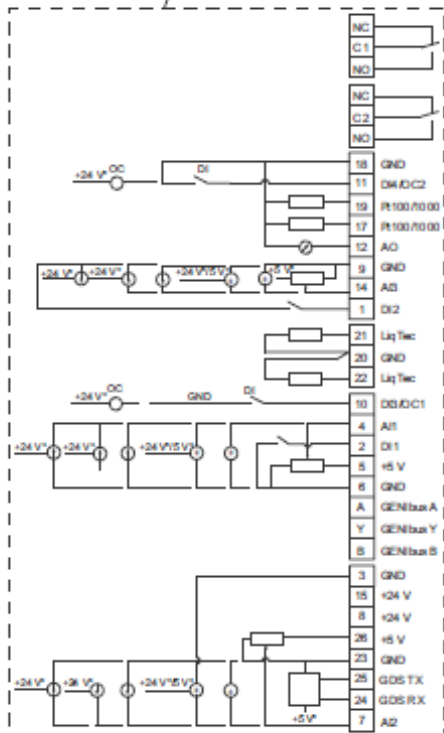 NC
C1
NO
NC
C2
NO
18 GND
+24 V* OC DI 11 DI4/OC2
19 Pt100/1000
17 Pt100/1000
12 AO
9 GND
+24 V* +24 V* +24 V*/5 V* +5 V* 14 AI3
1 DI2
21 LiqTec
20 GND
22 LiqTec
+24 V* OC GND DI 10 DI3/OC1
4 AI1
2 DI1
+24 V* +24 V* +24 V*/5 V* 5 +5 V
6 GND
A GENIbus A
Y GENIbus Y
B GENIbus B
3 GND
15 +24 V
8 +24 V
26 +5 V
23 GND
25 GDS TX
+24 V* +24 V* +24 V*/5 V* 24 GDS RX
+5 V* 7 AI2